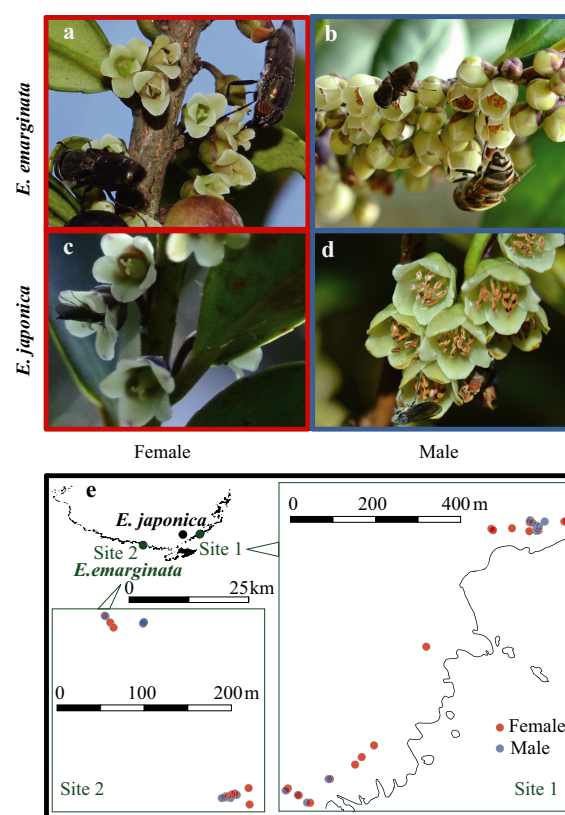 a
b
E. emarginata
c
d
E. japonica
Female
Male
e
E. japonica
Site 2
Site 1
E.emarginata
0 25km
0 200 400 m
0 100 200 m
Female
Male
Site 2
Site 1